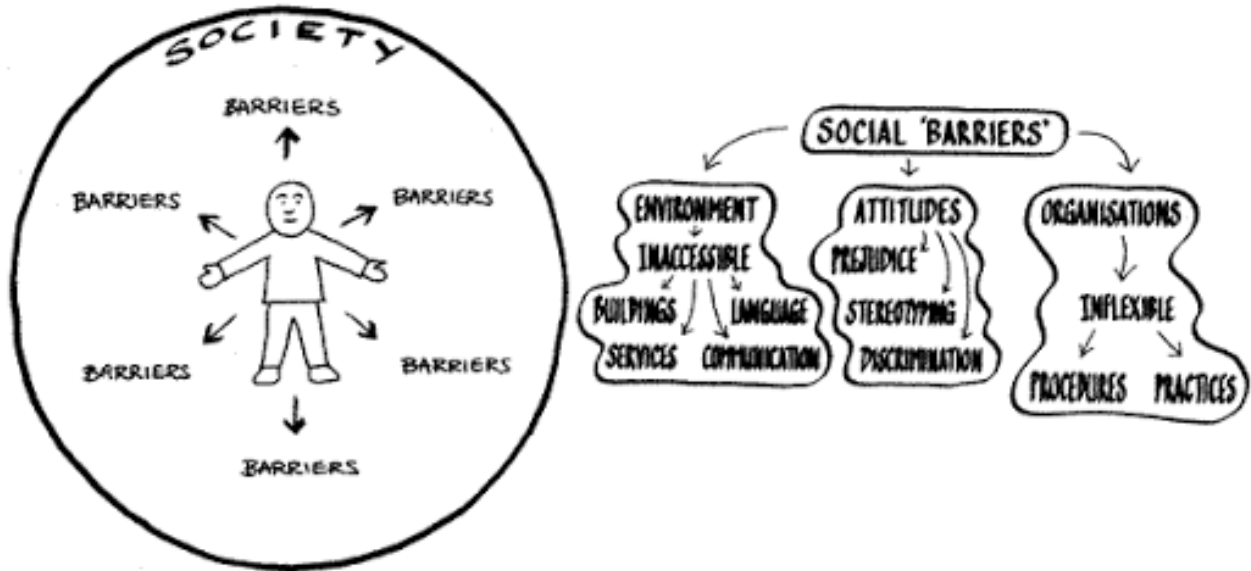 SOCIETY
BARRIERS
BARRIERS
BARRIERS
BARRIERS
BARRIERS
BARRIERS
SOCIAL 'BARRIERS'
ENVIRONMENT
INACCESSIBLE
BUILDINGS LANGUAGE
SERVICES COMMUNICATION
ATTITUDES
PREJUDICE
STEREOTYPING
DISCRIMINATION
ORGANISATIONS
INFLEXIBLE
PROCEDURES PRACTICES